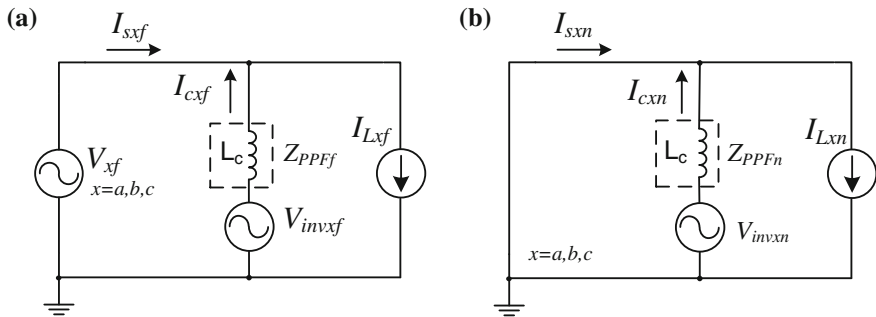 (a)
I_sxf
I_cxf
I_Lxf
L_c
Z_PPFf
V_xf
x=a,b,c
V_invxf
(b)
I_sxn
I_cxn
I_Lxn
L_c
Z_PPFn
V_invxn
x=a,b,c